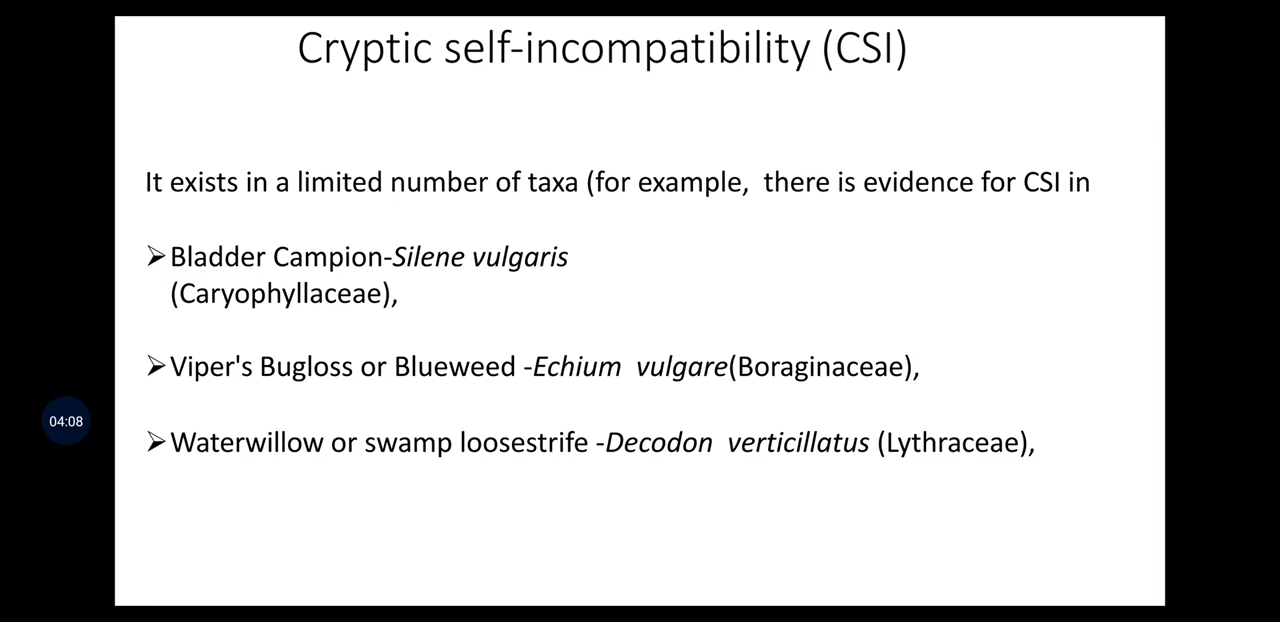 Cryptic self-incompatibility (CSI)
It exists in a limited number of taxa (for example,  there is evidence for CSI in
➢Bladder Campion-Silene vulgaris
(Caryophyllaceae),
➢Viper's Bugloss or Blueweed -Echium  vulgare(Boraginaceae),
04:08
➢Waterwillow or swamp loosestrife -Decodon  verticillatus (Lythraceae),